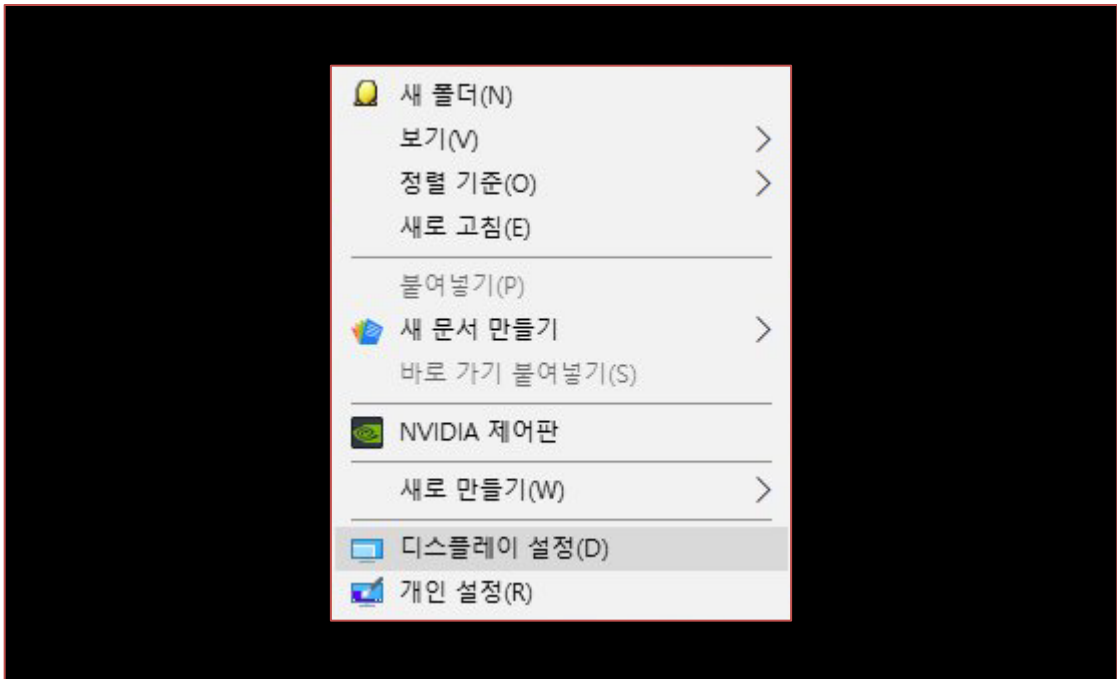 새 폴더(N)
보기(V)
정렬 기준(O)
새로 고침(E)
붙여넣기(P)
새 문서 만들기
바로 가기 붙여넣기(S)
NVIDIA 제어판
새로 만들기(W)
디스플레이 설정(D)
개인 설정(R)